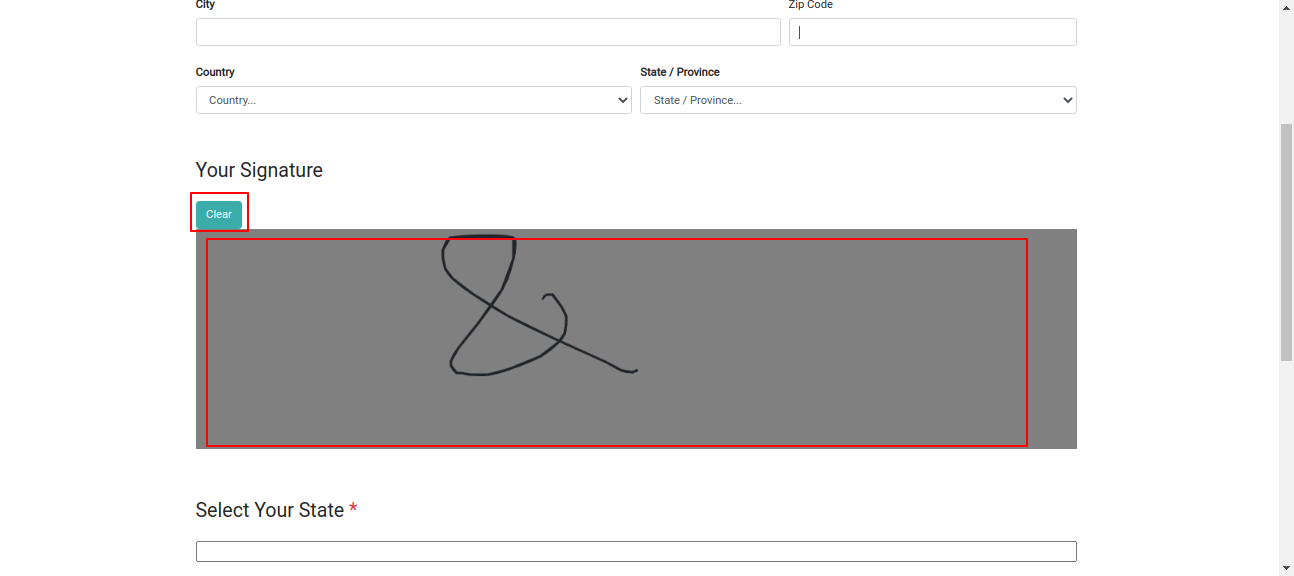 City Zip Code
Country State / Province
Country... State / Province...
Your Signature
Clear
&
Select Your State *